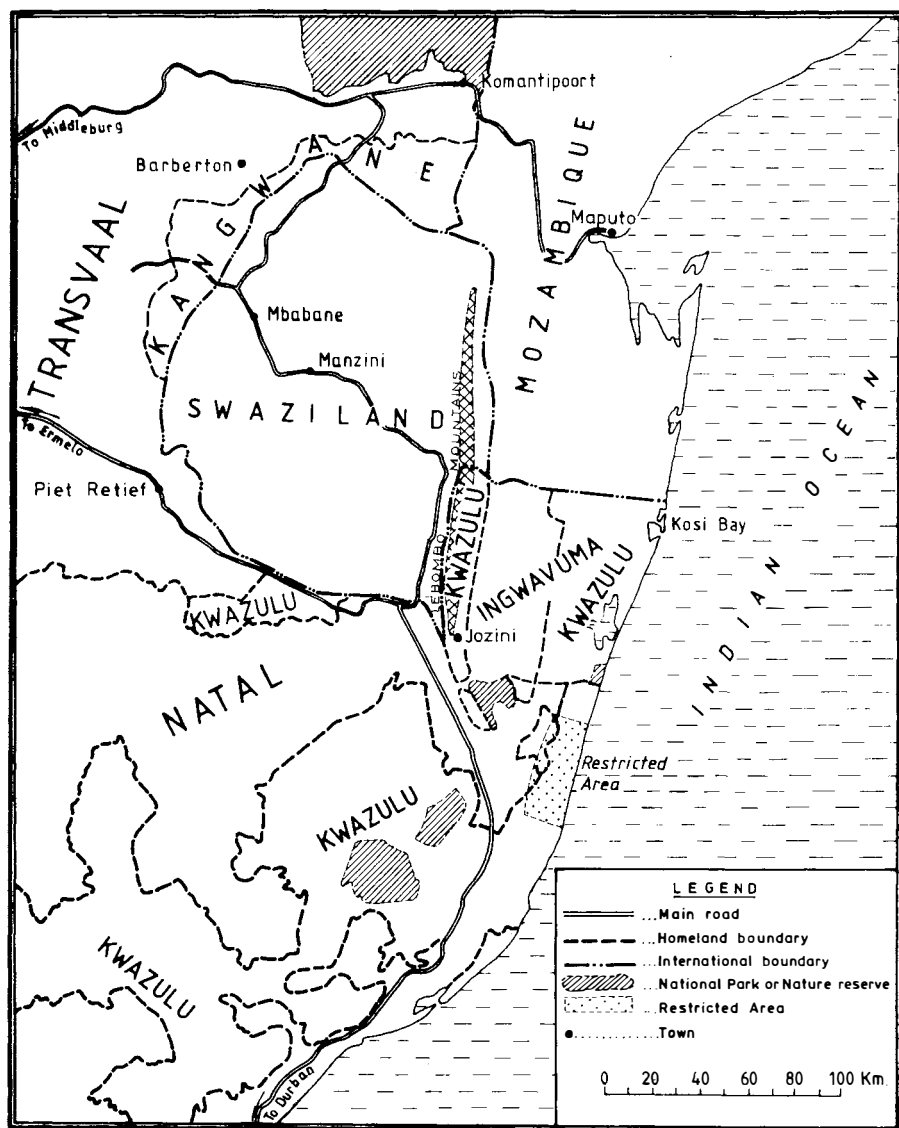 Komantipoort
To Middleburg
Barberton
KANGWANE
MOZAMBIQUE
Maputo
TRANSVAAL
Mbabane
Manzini
SWAZILAND
To Ermelo
Piet Retief
LEBOMBO MOUNTAINS
KWAZULU
INGWAVUMA
KWAZULU
Kosi Bay
INDIAN OCEAN
KWAZULU
Jozini
NATAL
Restricted
Area
KWAZULU
KWAZULU
To Durban
LEGEND
...Main road
...Homeland boundary
...International boundary
...National Park or Nature reserve
...Restricted Area
...Town
0 20 40 60 80 100 Km.